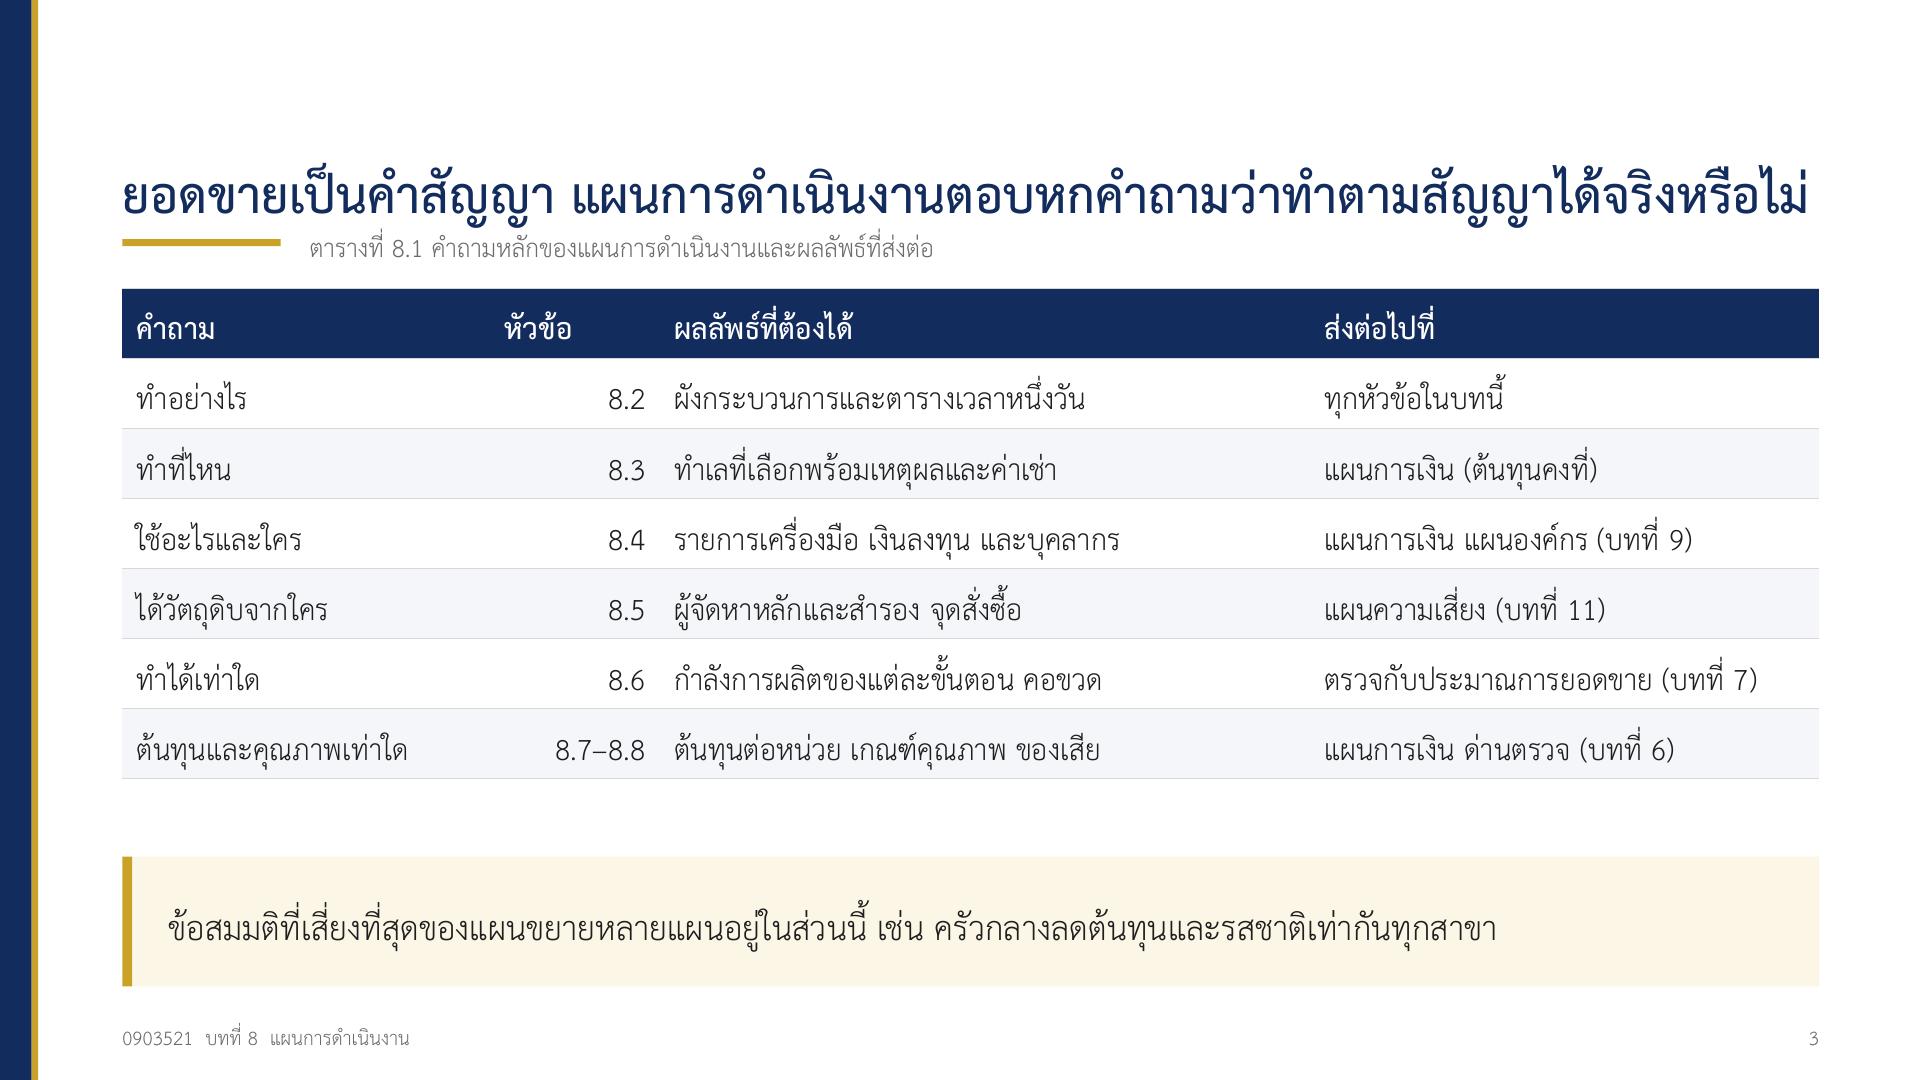 ยอดขายเป็นคำสัญญา แผนการดำเนินงานตอบหกคำถามว่าทำตามสัญญาได้จริงหรือไม่
ตารางที่ 8.1 คำถามหลักของแผนการดำเนินงานและผลลัพธ์ที่ส่งต่อ
คำถาม หัวข้อ ผลลัพธ์ที่ต้องได้ ส่งต่อไปที่
ทำอย่างไร 8.2 ผังกระบวนการและตารางเวลาหนึ่งวัน ทุกหัวข้อในบทนี้
ทำที่ไหน 8.3 ทำเลที่เลือกพร้อมเหตุผลและค่าเช่า แผนการเงิน (ต้นทุนคงที่)
ใช้อะไรและใคร 8.4 รายการเครื่องมือ เงินลงทุน และบุคลากร แผนการเงิน แผนองค์กร (บทที่ 9)
ได้วัตถุดิบจากใคร 8.5 ผู้จัดหาหลักและสำรอง จุดสั่งซื้อ แผนความเสี่ยง (บทที่ 11)
ทำได้เท่าใด 8.6 กำลังการผลิตของแต่ละขั้นตอน คอขวด ตรวจกับประมาณการยอดขาย (บทที่ 7)
ต้นทุนและคุณภาพเท่าใด 8.7–8.8 ต้นทุนต่อหน่วย เกณฑ์คุณภาพ ของเสีย แผนการเงิน ด่านตรวจ (บทที่ 6)
ข้อสมมติที่เสี่ยงที่สุดของแผนขยายหลายแผนอยู่ในส่วนนี้ เช่น ครัวกลางลดต้นทุนและรสชาติเท่ากันทุกสาขา
0903521 บทที่ 8 แผนการดำเนินงาน 3